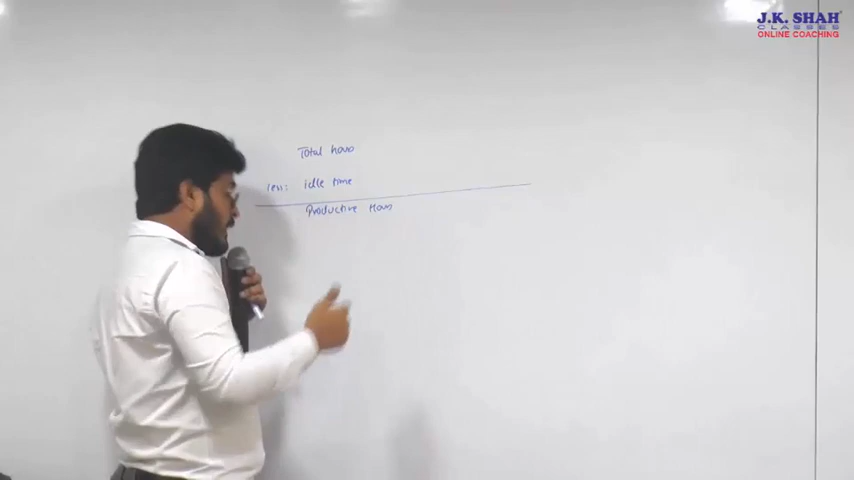 J.K. SHAH
CLASSES
ONLINE COACHING
Total hours
less: idle time
Productive Hours